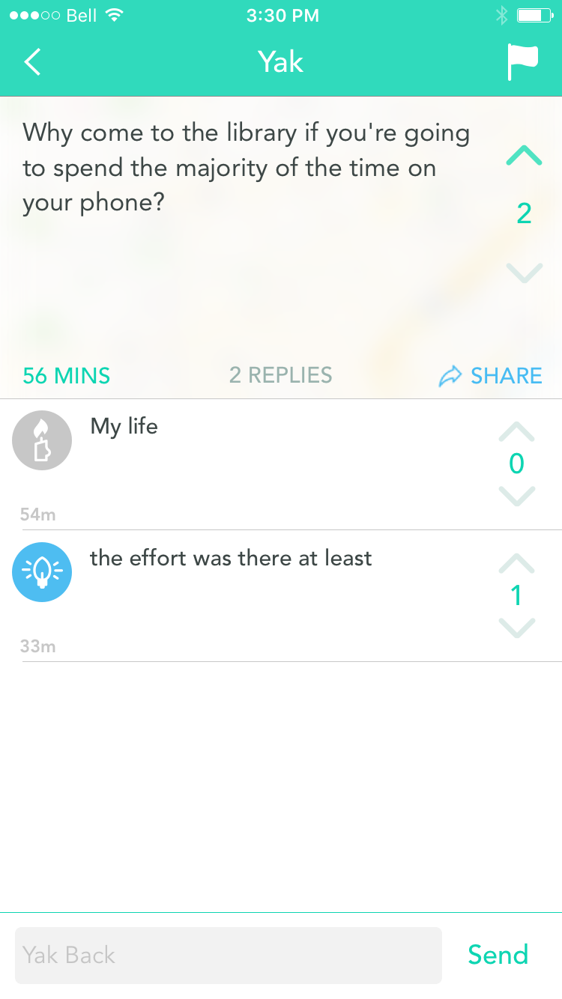 Bell 3:30 PM
Yak
Why come to the library if you're going
to spend the majority of the time on
your phone?
2
56 MINS 2 REPLIES SHARE
My life
0
54m
the effort was there at least
1
33m
Yak Back Send